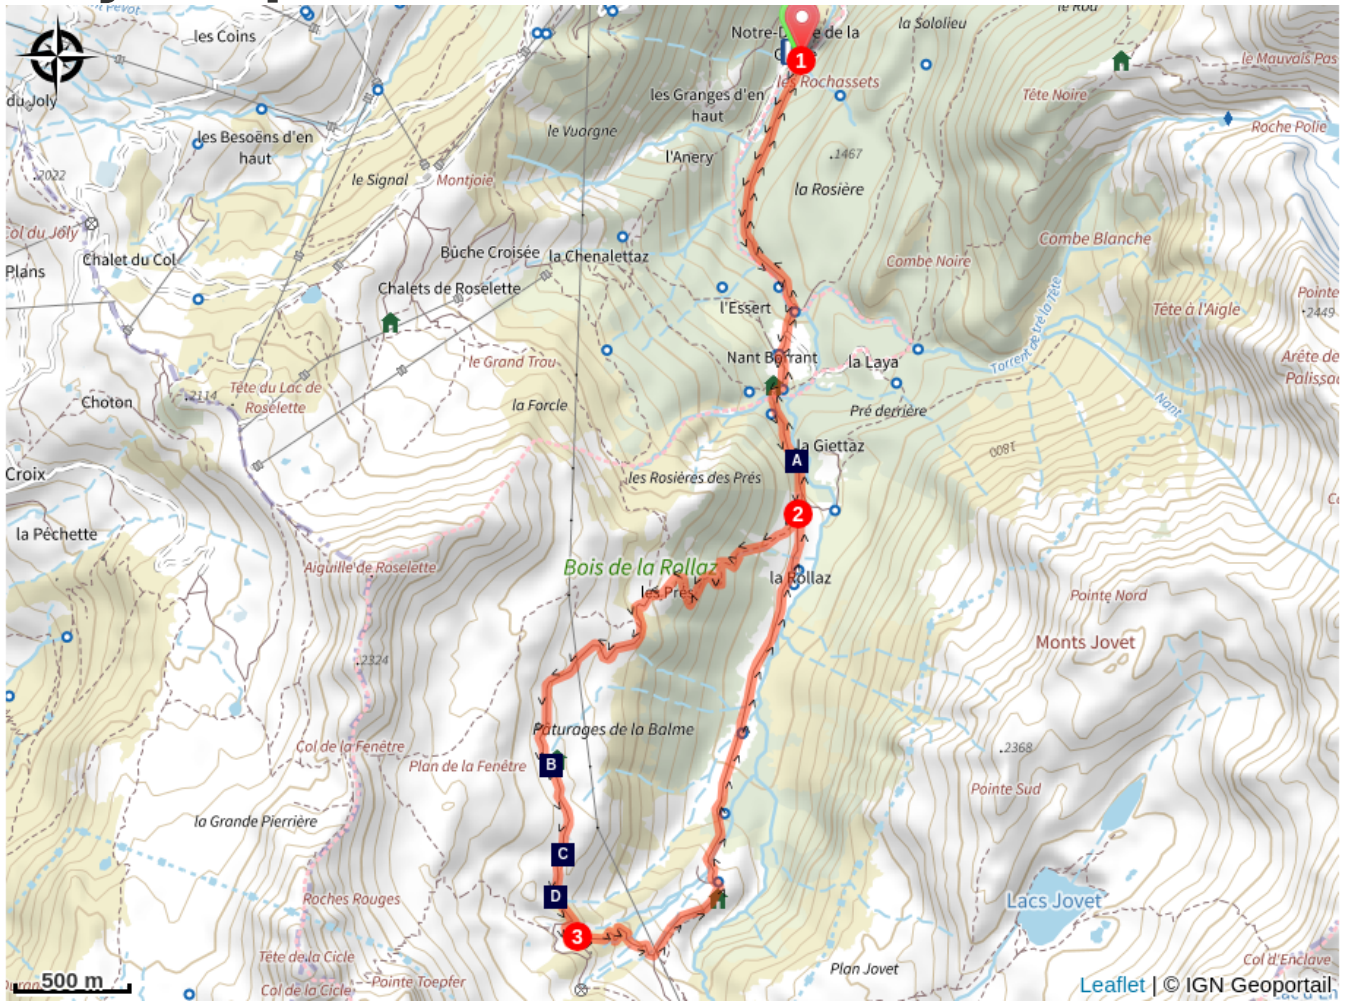 les Coins
Notre-D
e de la
la Sololieu
le Rou
1
les Rochassets
le Mauvais Pas
les Granges d'en
haut
Tête Noire
du Joly
le Vuorgne
Roche Polie
les Besoëns d'en
haut
l'Anery
.1467
2022
le Signal
Montjoie
la Rosière
Col du Joly
Combe Blanche
Plans
Chalet du Col
Bûche Croisée
la Chenalettaz
Combe Noire
Chalets de Roselette
l'Essert
Torrent de tré la Tête
Tête à l'Aigle
Pointe
2449
le Grand Trou
Nant Borrant
la Laya
Arête de
Palissa
Tête du Lac de
Roselette
2114
Choton
la Forcle
Pré derrière
Nant
la Giettaz
1800
Croix
A
les Rosières des Prés
la Pêchette
2
Aiguille de Roselette
Bois de la Rollaz
la Rollaz
les Prés
Pointe Nord
Monts Jovet
.2324
Pâturages de la Balme
Col de la Fenêtre
Plan de la Fenêtre
B
.2368
Pointe Sud
la Grande Pierrière
C
D
Roches Rouges
Lacs Jovet
3
Tête de la Cicle
Plan Jovet
Col d'Enclave
500 m
Pointe Toepfer
Col de la Cicle
Leaflet | © IGN Geoportail